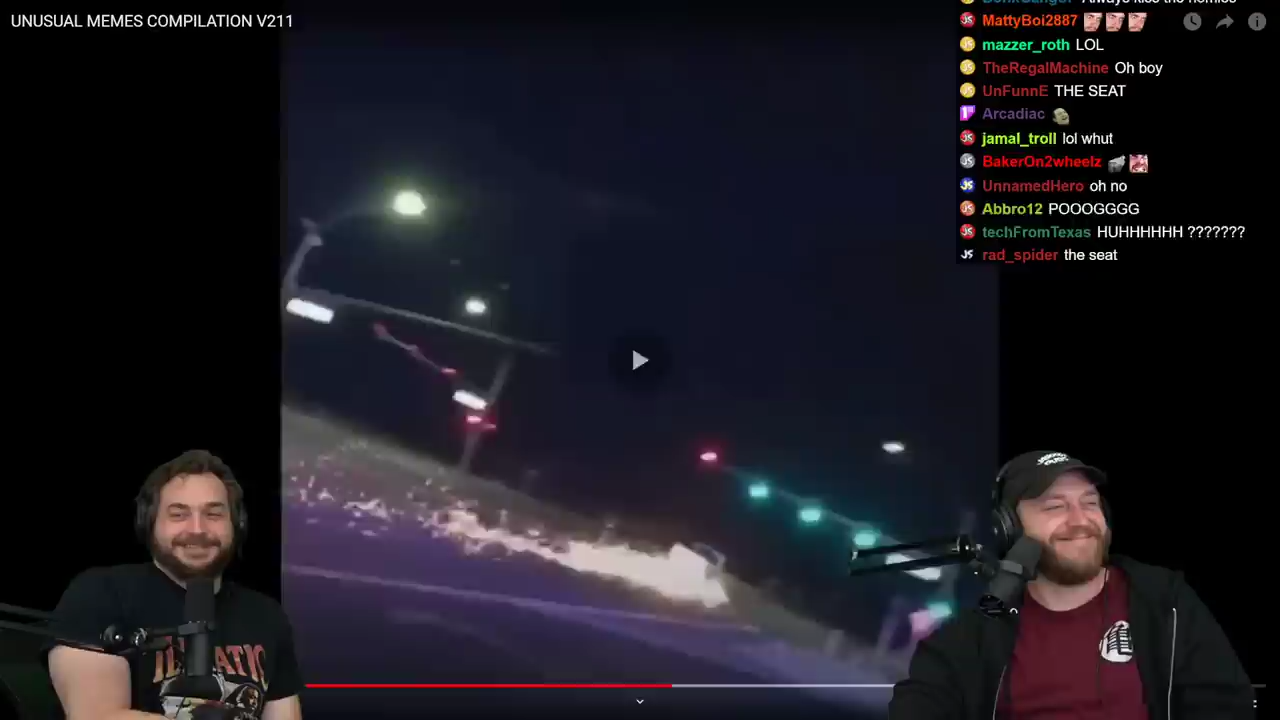 UNUSUAL MEMES COMPILATION V211
MattyBoi2887
mazzer_roth LOL
TheRegalMachine Oh boy
UnFunnE THE SEAT
Arcadiac
jamal_troll lol whut
BakerOn2wheelz
UnnamedHero oh no
Abbro12 POOOGGGG
techFromTexas HUHHHHHH ???????
rad_spider the seat